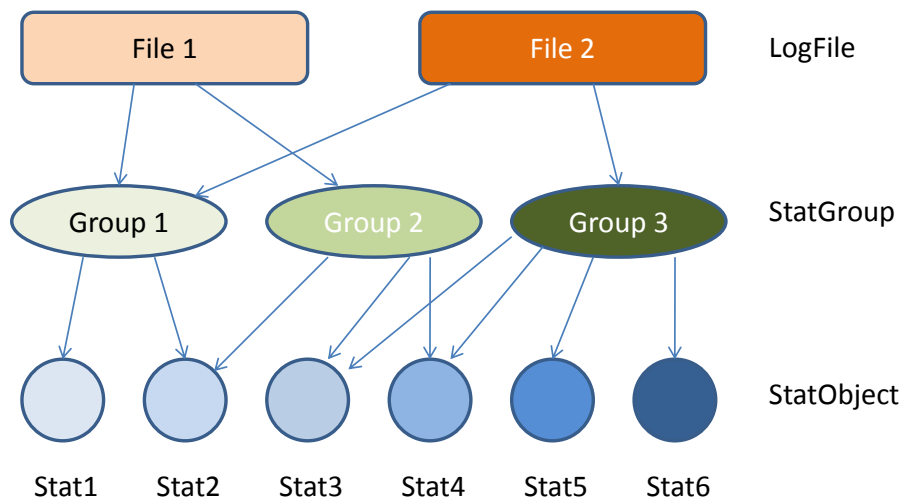 File 1
File 2
LogFile
Group 1
Group 2
Group 3
StatGroup
StatObject
Stat1
Stat2
Stat3
Stat4
Stat5
Stat6